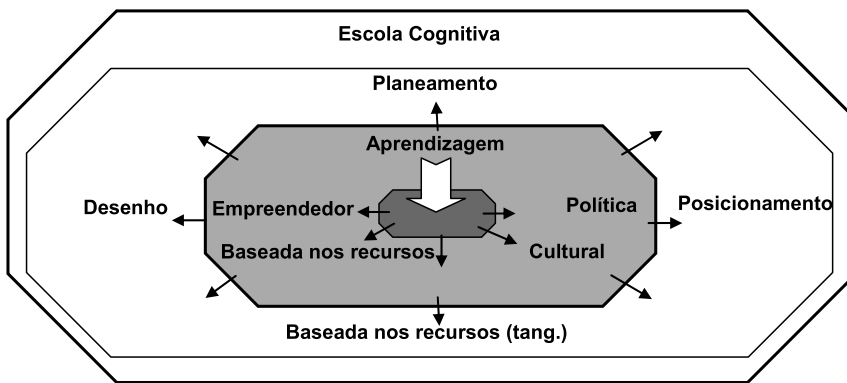 Escola Cognitiva
Planeamento
Aprendizagem
Desenho
Empreendedor
Política
Posicionamento
Baseada nos recursos
Cultural
Baseada nos recursos (tang.)